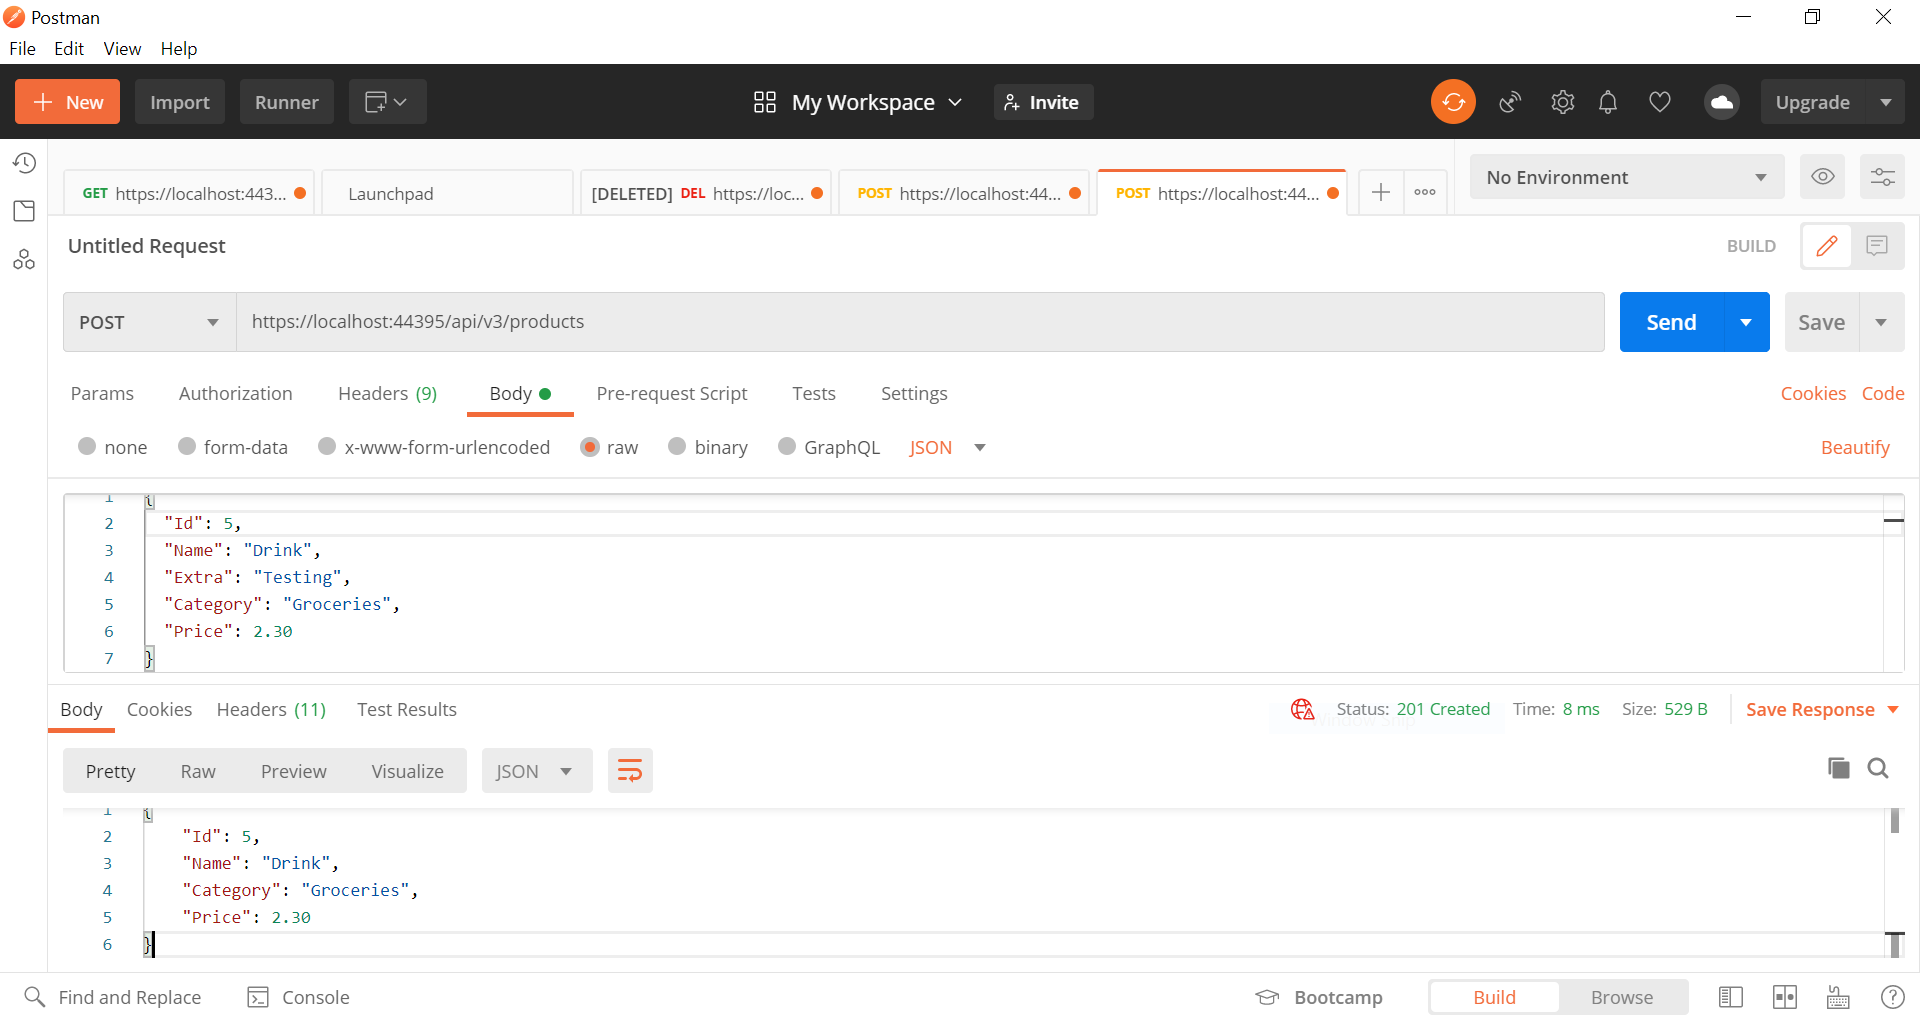 Postman
File Edit View Help
New Import Runner My Workspace Invite Upgrade
GET https://localhost:443... Launchpad [DELETED] DEL https://loc... POST https://localhost:44... POST https://localhost:44... No Environment
Untitled Request BUILD
POST https://localhost:44395/api/v3/products Send Save
Params Authorization Headers (9) Body Pre-request Script Tests Settings Cookies Code
none form-data x-www-form-urlencoded raw binary GraphQL JSON Beautify
1 {
2 "Id": 5,
3 "Name": "Drink",
4 "Extra": "Testing",
5 "Category": "Groceries",
6 "Price": 2.30
7 }
Body Cookies Headers (11) Test Results Status: 201 Created Time: 8 ms Size: 529 B Save Response
Window Snip
Pretty Raw Preview Visualize JSON
1 {
2 "Id": 5,
3 "Name": "Drink",
4 "Category": "Groceries",
5 "Price": 2.30
6 }
Find and Replace Console Bootcamp Build Browse